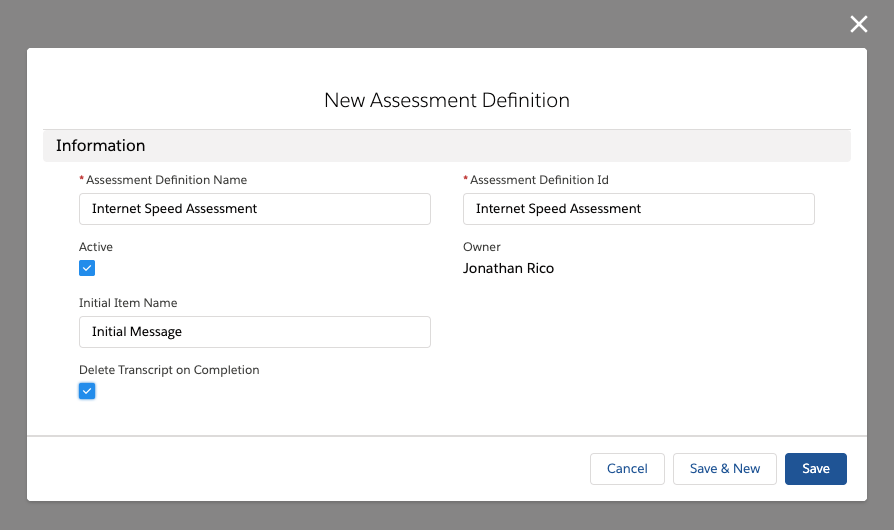 New Assessment Definition
Information
* Assessment Definition Name
Internet Speed Assessment
* Assessment Definition Id
Internet Speed Assessment
Active
Owner
Jonathan Rico
Initial Item Name
Initial Message
Delete Transcript on Completion
Cancel
Save & New
Save